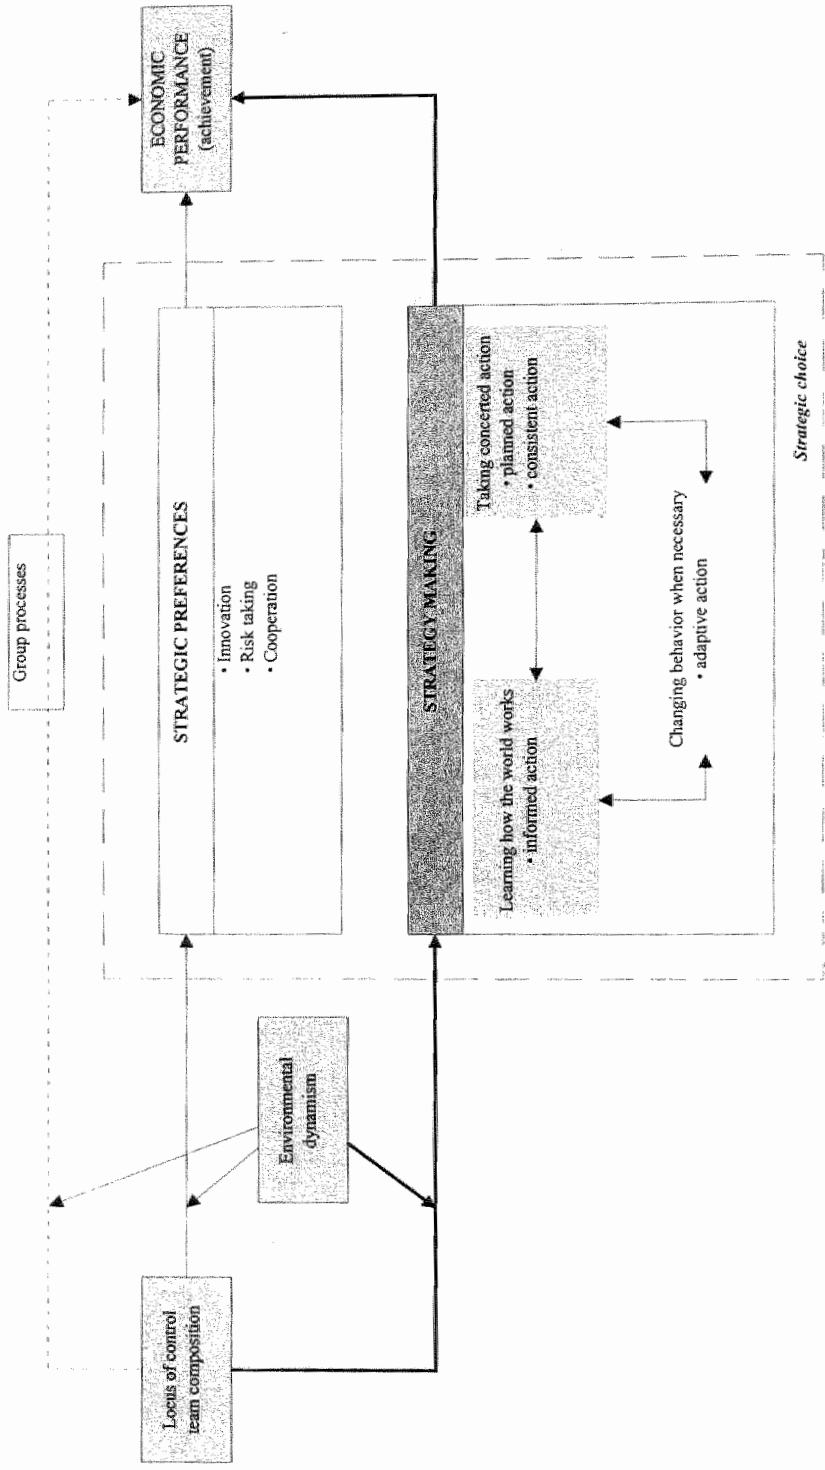 Group processes
Locus of control
team composition
Environmental
dynamism
STRATEGIC PREFERENCES
• Innovation
• Risk taking
• Cooperation
STRATEGY MAKING
Learning how the world works
• informed action
Taking concerted action
• planned action
• consistent action
Changing behavior when necessary
• adaptive action
Strategic choice
ECONOMIC
PERFORMANCE
(achievement)